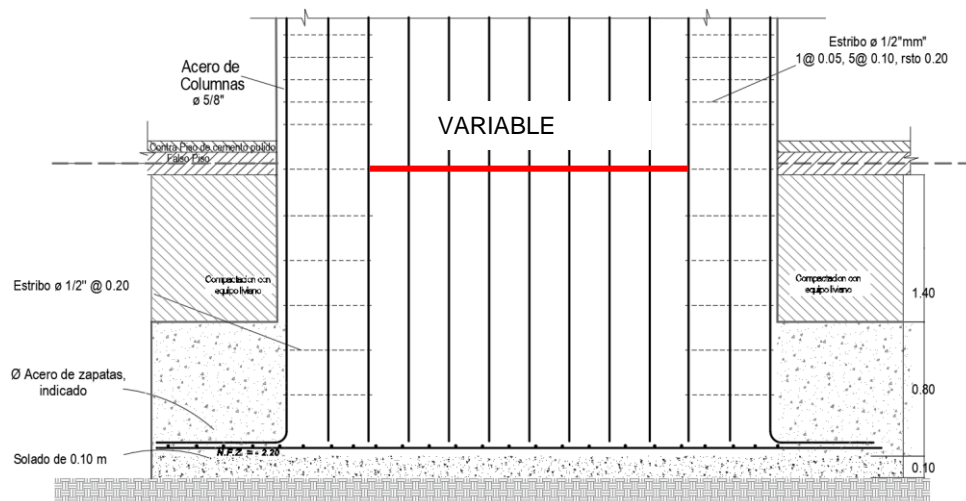 Estribo ø 1/2"mm"
1@ 0.05, 5@ 0.10, rsto 0.20
Acero de
Columnas
ø 5/8"
VARIABLE
Contra Piso de cemento pulido
Falso Piso
Compactacion con
equipo liviano
Compactacion con
equipo liviano
Estribo ø 1/2" @ 0.20
1.40
Ø Acero de zapatas,
indicado
0.80
N.F.Z. = - 2.20
Solado de 0.10 m
0.10